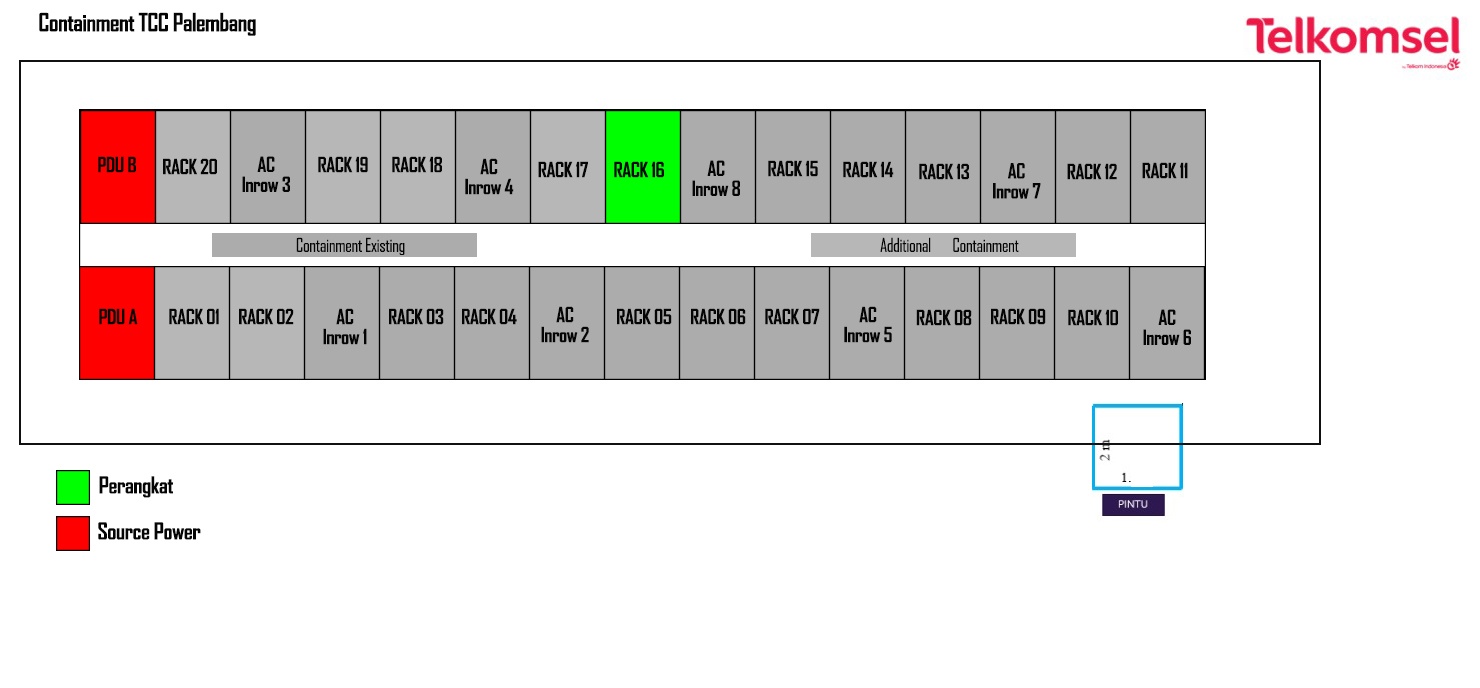 Containment TCC Palembang
Telkomsel
by Telkom Indonesia
PDU B
RACK 20
AC
Inrow 3
RACK 19
RACK 18
AC
Inrow 4
RACK 17
RACK 16
AC
Inrow 8
RACK 15
RACK 14
RACK 13
AC
Inrow 7
RACK 12
RACK 11
Containment Existing
Additional Containment
PDU A
RACK 01
RACK 02
AC
Inrow 1
RACK 03
RACK 04
AC
Inrow 2
RACK 05
RACK 06
RACK 07
AC
Inrow 5
RACK 08
RACK 09
RACK 10
AC
Inrow 6
2 m
1.
PINTU
Perangkat
Source Power